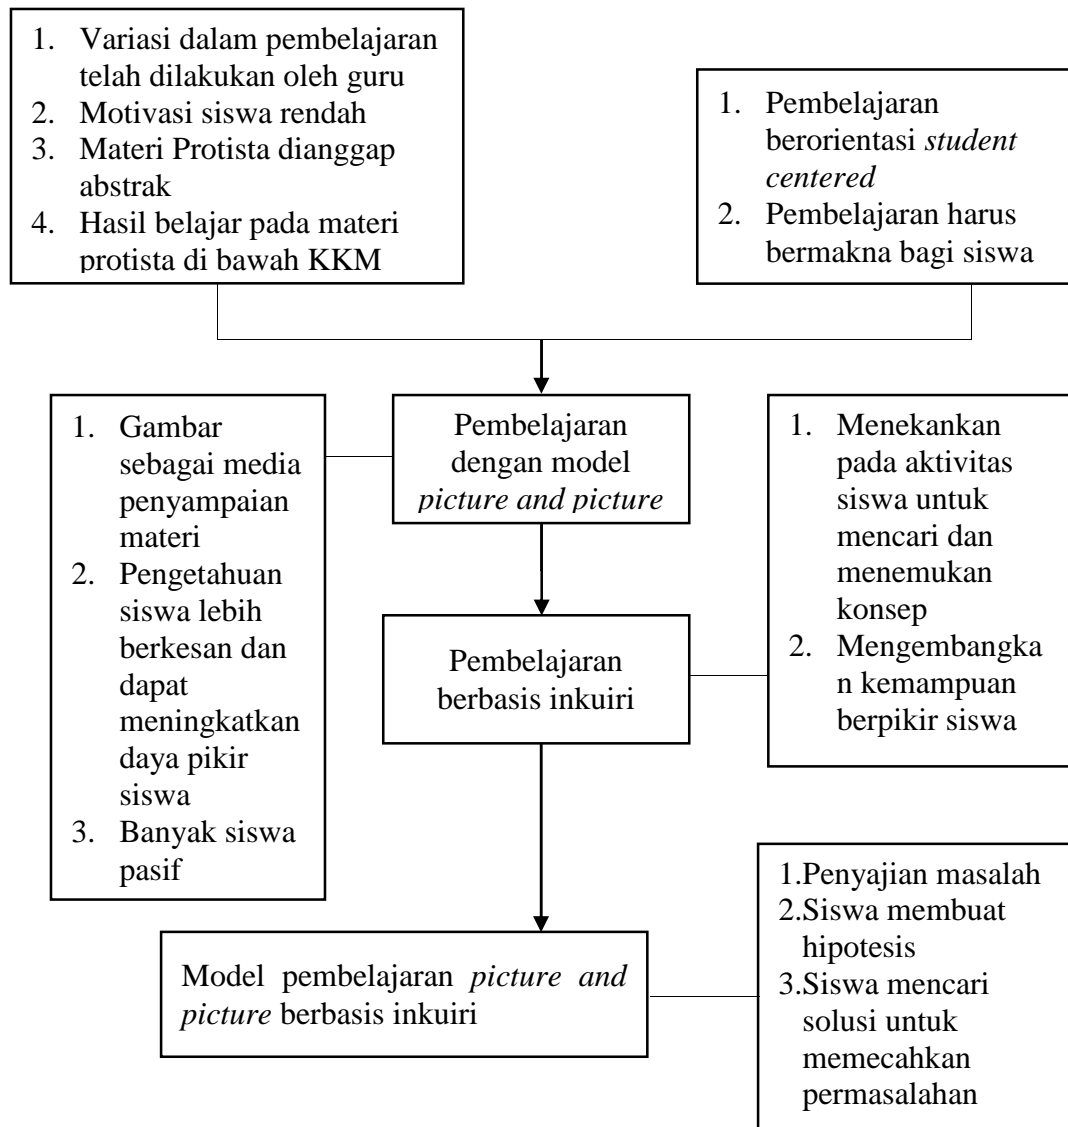 1. Variasi dalam pembelajaran
telah dilakukan oleh guru
2. Motivasi siswa rendah
3. Materi Protista dianggap
abstrak
4. Hasil belajar pada materi
protista di bawah KKM
1. Pembelajaran
berorientasi student
centered
2. Pembelajaran harus
bermakna bagi siswa
1. Gambar
sebagai media
penyampaian
materi
2. Pengetahuan
siswa lebih
berkesan dan
dapat
meningkatkan
daya pikir
siswa
3. Banyak siswa
pasif
Pembelajaran
dengan model
picture and picture
1. Menekankan
pada aktivitas
siswa untuk
mencari dan
menemukan
konsep
2. Mengembangka
n kemampuan
berpikir siswa
Pembelajaran
berbasis inkuiri
Model pembelajaran picture and
picture berbasis inkuiri
1.Penyajian masalah
2.Siswa membuat
hipotesis
3.Siswa mencari
solusi untuk
memecahkan
permasalahan